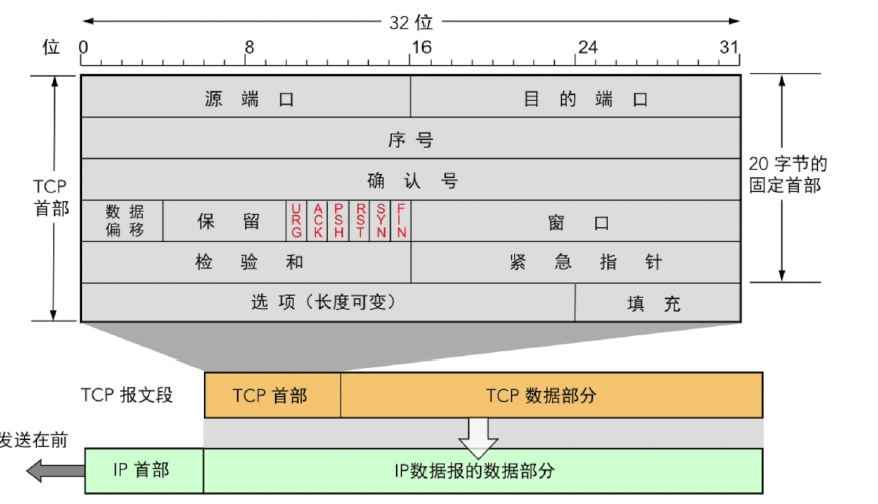 32 位
位 0 8 16 24 31
源 端 口 目 的 端 口
序 号
确 认 号
TCP
首部
20 字节的
固定首部
数 据
偏 移
保 留
URG
ACK
PSH
RST
SYN
FIN
窗 口
检 验 和 紧 急 指 针
选 项（长度可变） 填 充
TCP 报文段 TCP 首部 TCP 数据部分
发送在前
IP 首部 IP数据报的数据部分